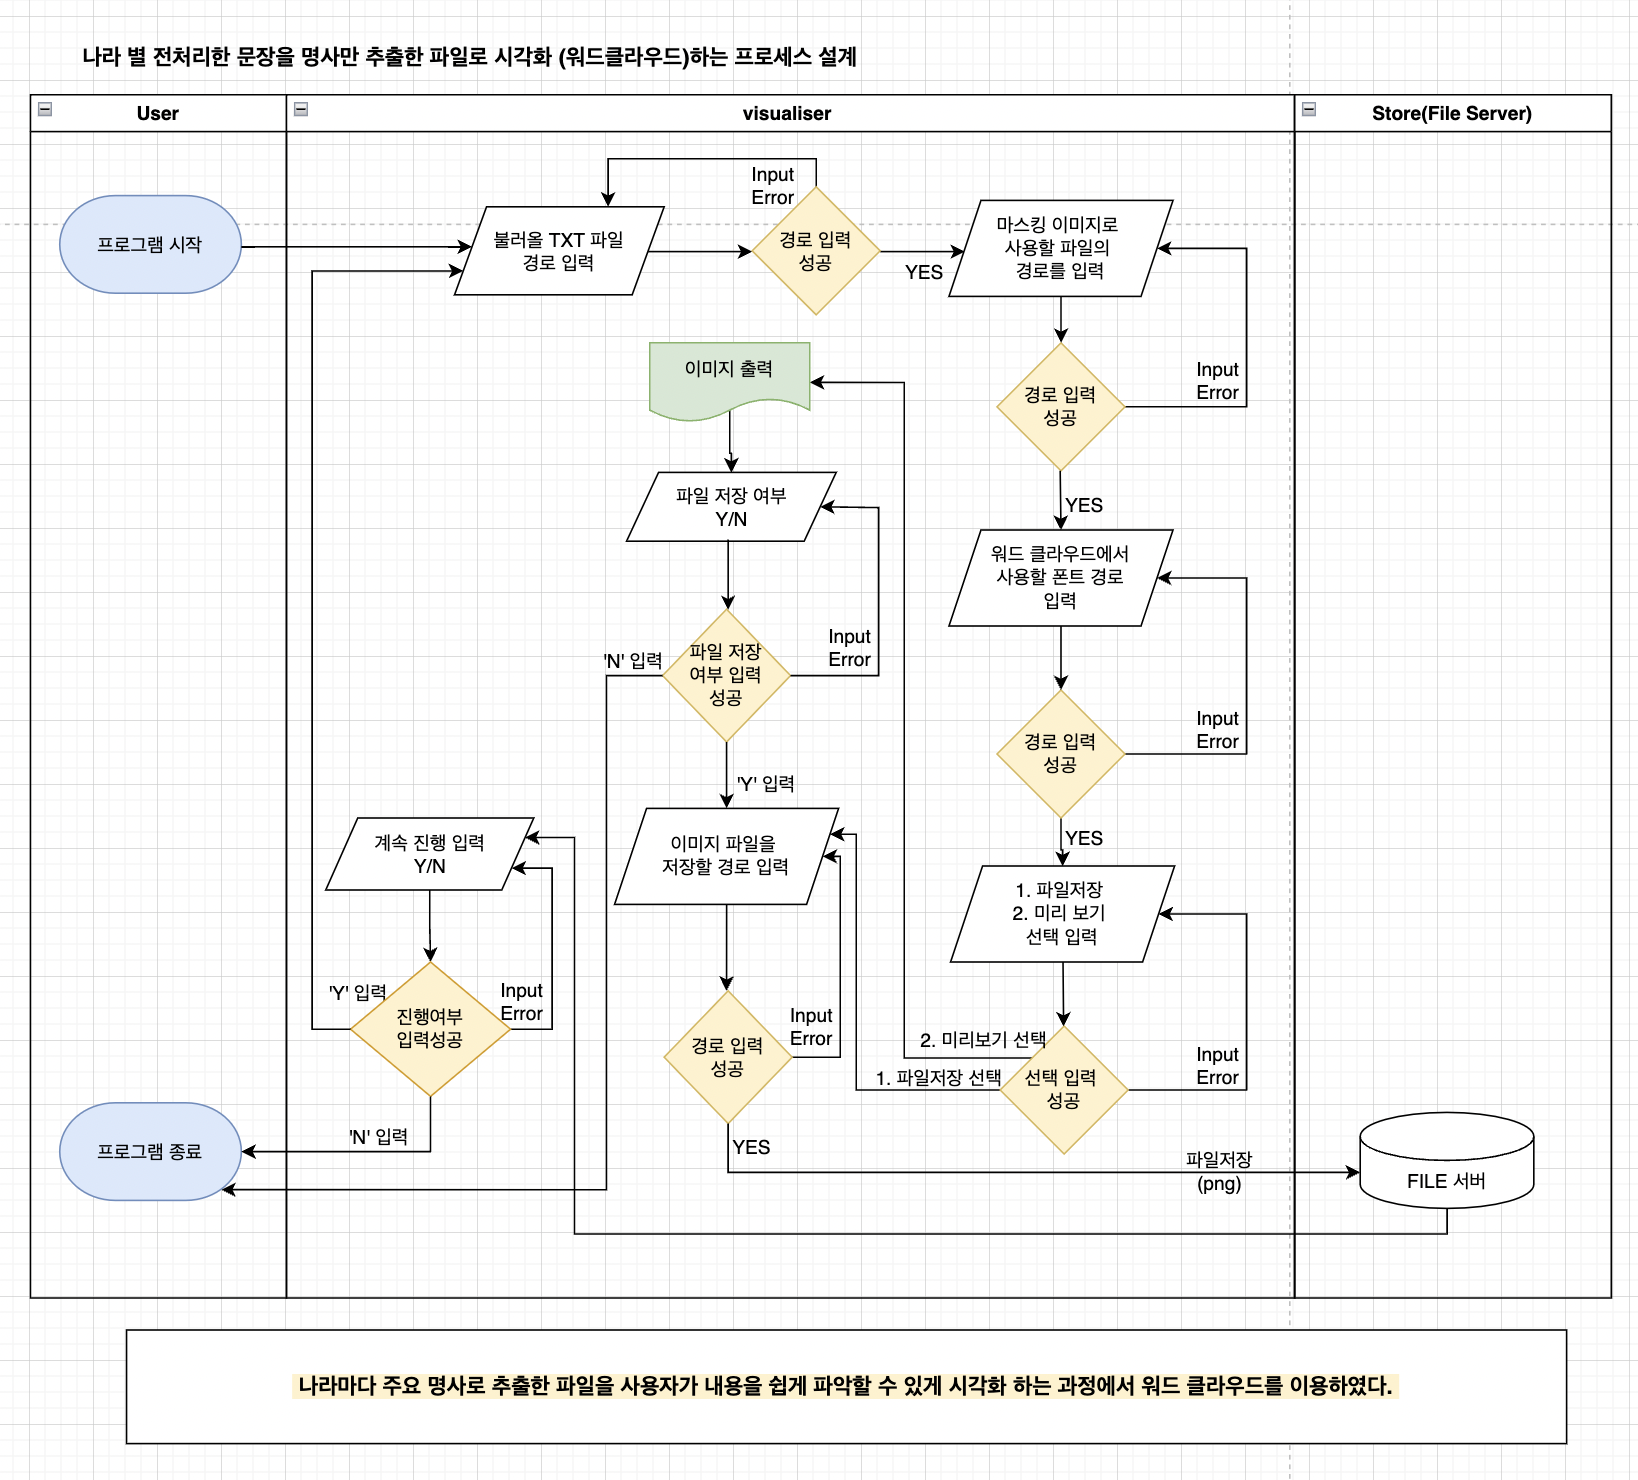 나라 별 전처리한 문장을 명사만 추출한 파일로 시각화 (워드클라우드)하는 프로세스 설계
User
visualiser
Store(File Server)
프로그램 시작
불러올 TXT 파일
경로 입력
Input
Error
경로 입력
성공
YES
마스킹 이미지로
사용할 파일의
경로를 입력
경로 입력
성공
Input
Error
YES
워드 클라우드에서
사용할 폰트 경로
입력
경로 입력
성공
Input
Error
YES
1. 파일저장
2. 미리 보기
선택 입력
선택 입력
성공
Input
Error
2. 미리보기 선택
1. 파일저장 선택
이미지 출력
파일 저장 여부
Y/N
파일 저장
여부 입력
성공
Input
Error
'N' 입력
'Y' 입력
이미지 파일을
저장할 경로 입력
경로 입력
성공
Input
Error
YES
파일저장
(png)
FILE 서버
계속 진행 입력
Y/N
진행여부
입력성공
Input
Error
'Y' 입력
'N' 입력
프로그램 종료
나라마다 주요 명사로 추출한 파일을 사용자가 내용을 쉽게 파악할 수 있게 시각화 하는 과정에서 워드 클라우드를 이용하였다.